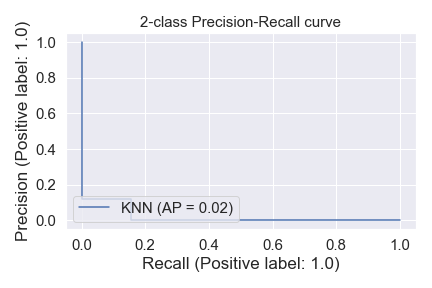 2-class Precision-Recall curve
Precision (Positive label: 1.0)
1.0
0.8
0.6
0.4
0.2
0.0
KNN (AP = 0.02)
0.0 0.2 0.4 0.6 0.8 1.0
Recall (Positive label: 1.0)